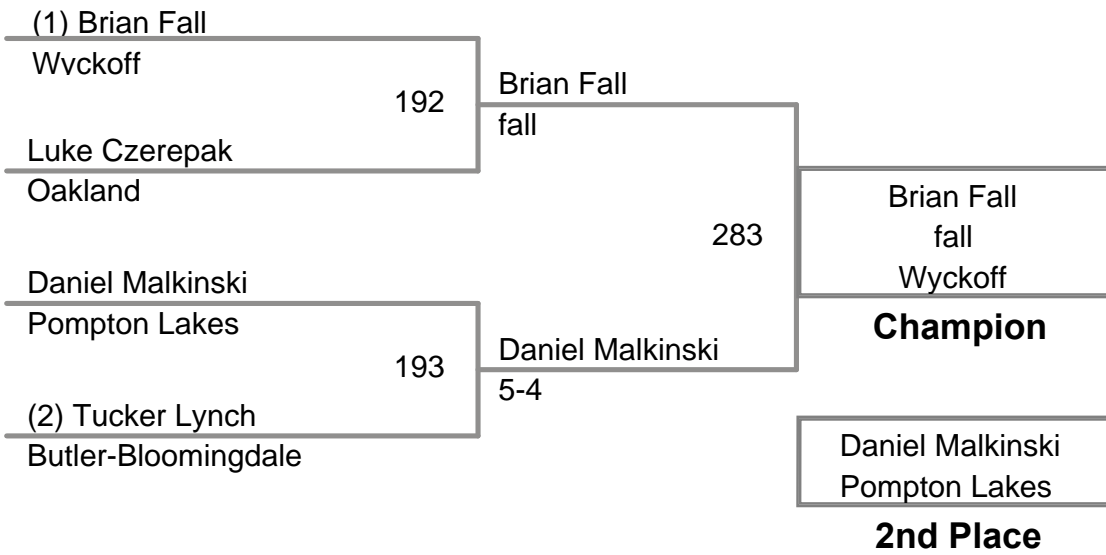 (1) Brian Fall
Wyckoff
192
Luke Czerepak
Oakland
Brian Fall
fall
Daniel Malkinski
Pompton Lakes
193
(2) Tucker Lynch
Butler-Bloomingdale
Daniel Malkinski
5-4
283
Brian Fall
fall
Wyckoff
Champion
Daniel Malkinski
Pompton Lakes
2nd Place